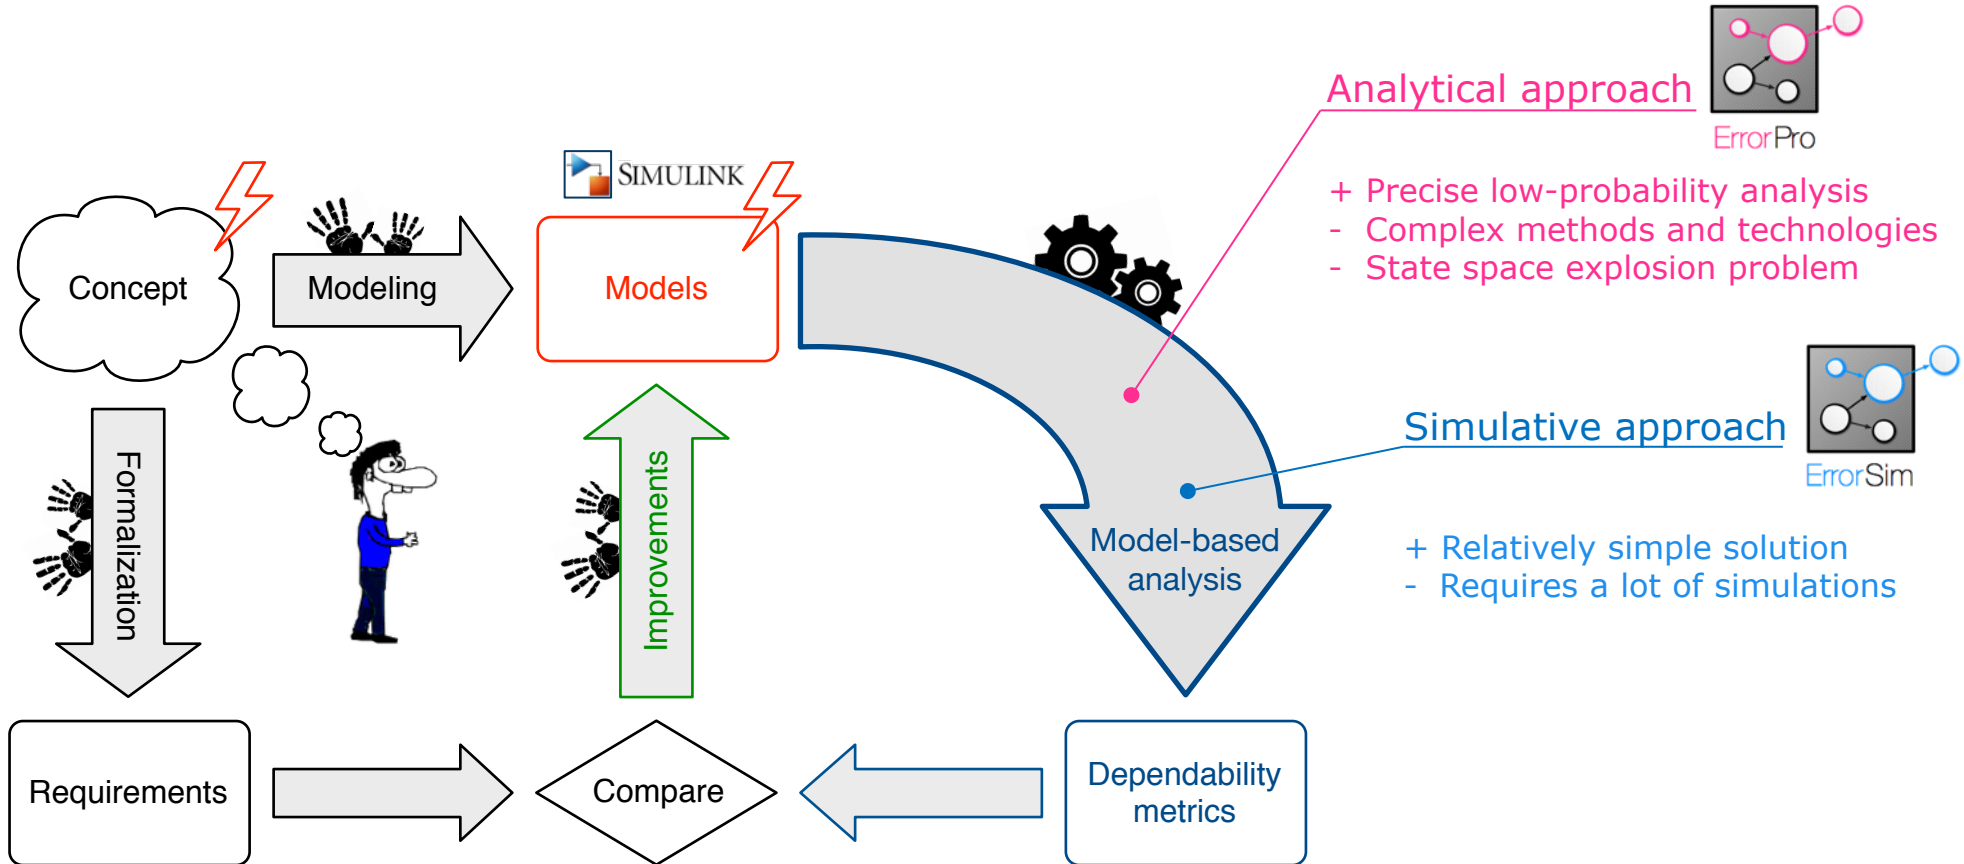 Analytical approach
ErrorPro
+ Precise low-probability analysis
- Complex methods and technologies
- State space explosion problem
SIMULINK
Concept
Modeling
Models
Simulative approach
ErrorSim
+ Relatively simple solution
- Requires a lot of simulations
Formalization
Improvements
Model-based
analysis
Requirements
Compare
Dependability
metrics